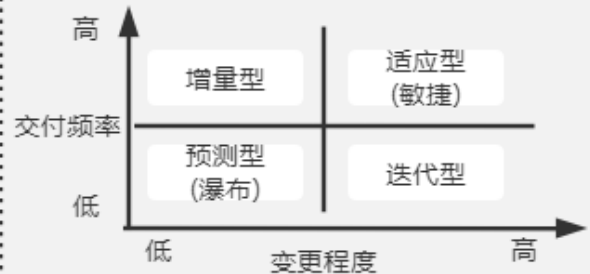 高
增量型
适应型
(敏捷)
交付频率
预测型
(瀑布)
迭代型
低
低
变更程度
高